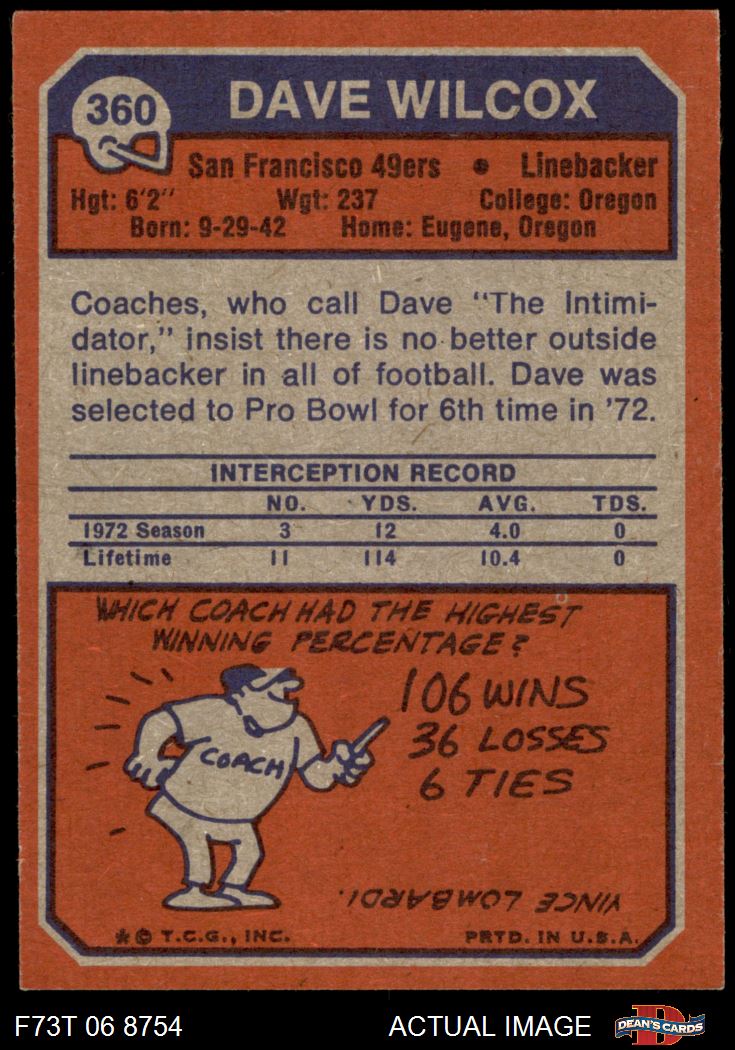 360
DAVE WILCOX
San Francisco 49ers • Linebacker
Hgt: 6'2" Wgt: 237 College: Oregon
Born: 9-29-42 Home: Eugene, Oregon
Coaches, who call Dave "The Intimi-
dator," insist there is no better outside
linebacker in all of football. Dave was
selected to Pro Bowl for 6th time in '72.
INTERCEPTION RECORD
NO. YDS. AVG. TDS.
1972 Season 3 12 4.0 0
Lifetime 11 114 10.4 0
WHICH COACH HAD THE HIGHEST
WINNING PERCENTAGE?
106 WINS
36 LOSSES
6 TIES
COACH
VINCE LOMBARDI.
* © T.C.G., INC. PRTD. IN U.S.A.
F73T 06 8754 ACTUAL IMAGE
D
DEAN'S CARDS